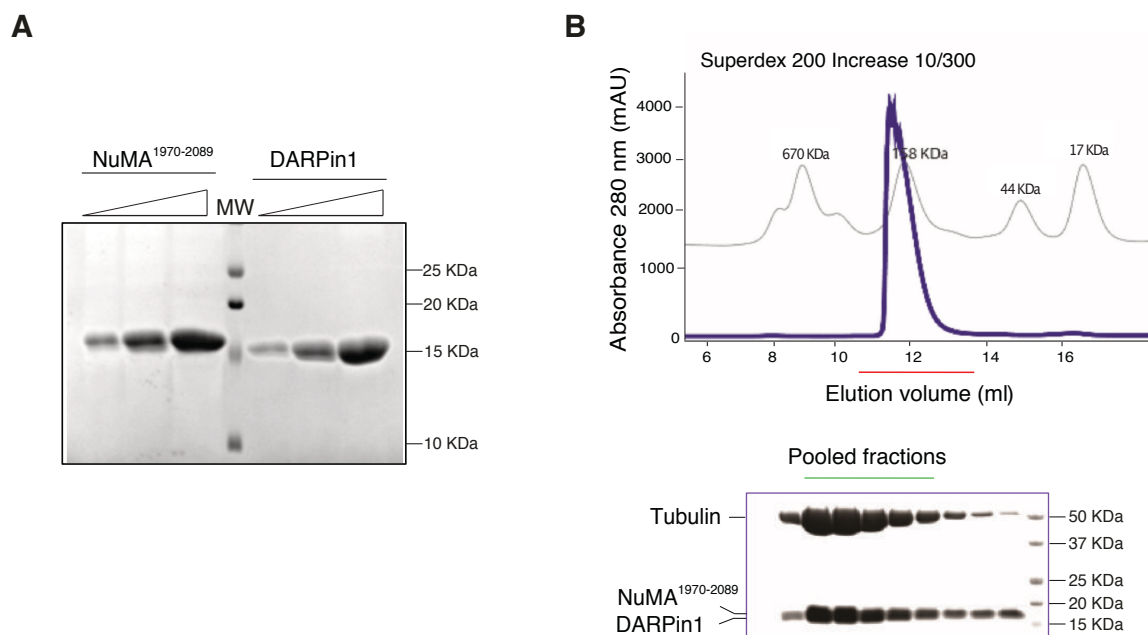 A
NuMA¹⁹⁷⁰⁻²⁰⁸⁹
DARPin1
MW
25 KDa
20 KDa
15 KDa
10 KDa
B
Superdex 200 Increase 10/300
Absorbance 280 nm (mAU)
4000
3000
2000
1000
0
670 KDa
158 KDa
44 KDa
17 KDa
6 8 10 12 14 16
Elution volume (ml)
Pooled fractions
Tubulin
NuMA¹⁹⁷⁰⁻²⁰⁸⁹
DARPin1
50 KDa
37 KDa
25 KDa
20 KDa
15 KDa